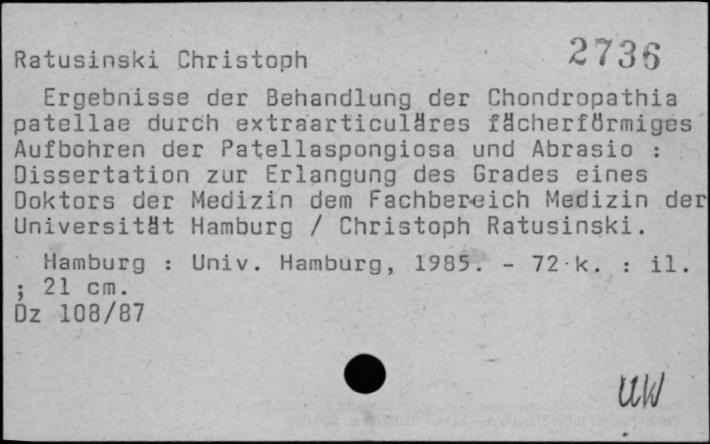 2736
Ratusinski Christoph
Ergebnisse der Behandlung der Chondropathia
patellae durch extraarticuläres fächerförmiges
Aufbohren der Patellaspongiosa und Abrasio :
Dissertation zur Erlangung des Grades eines
Doktors der Medizin dem Fachbereich Medizin der
Universität Hamburg / Christoph Ratusinski.
Hamburg : Univ. Hamburg, 1985. - 72 k. : il.
; 21 cm.
Dz 108/87
UW